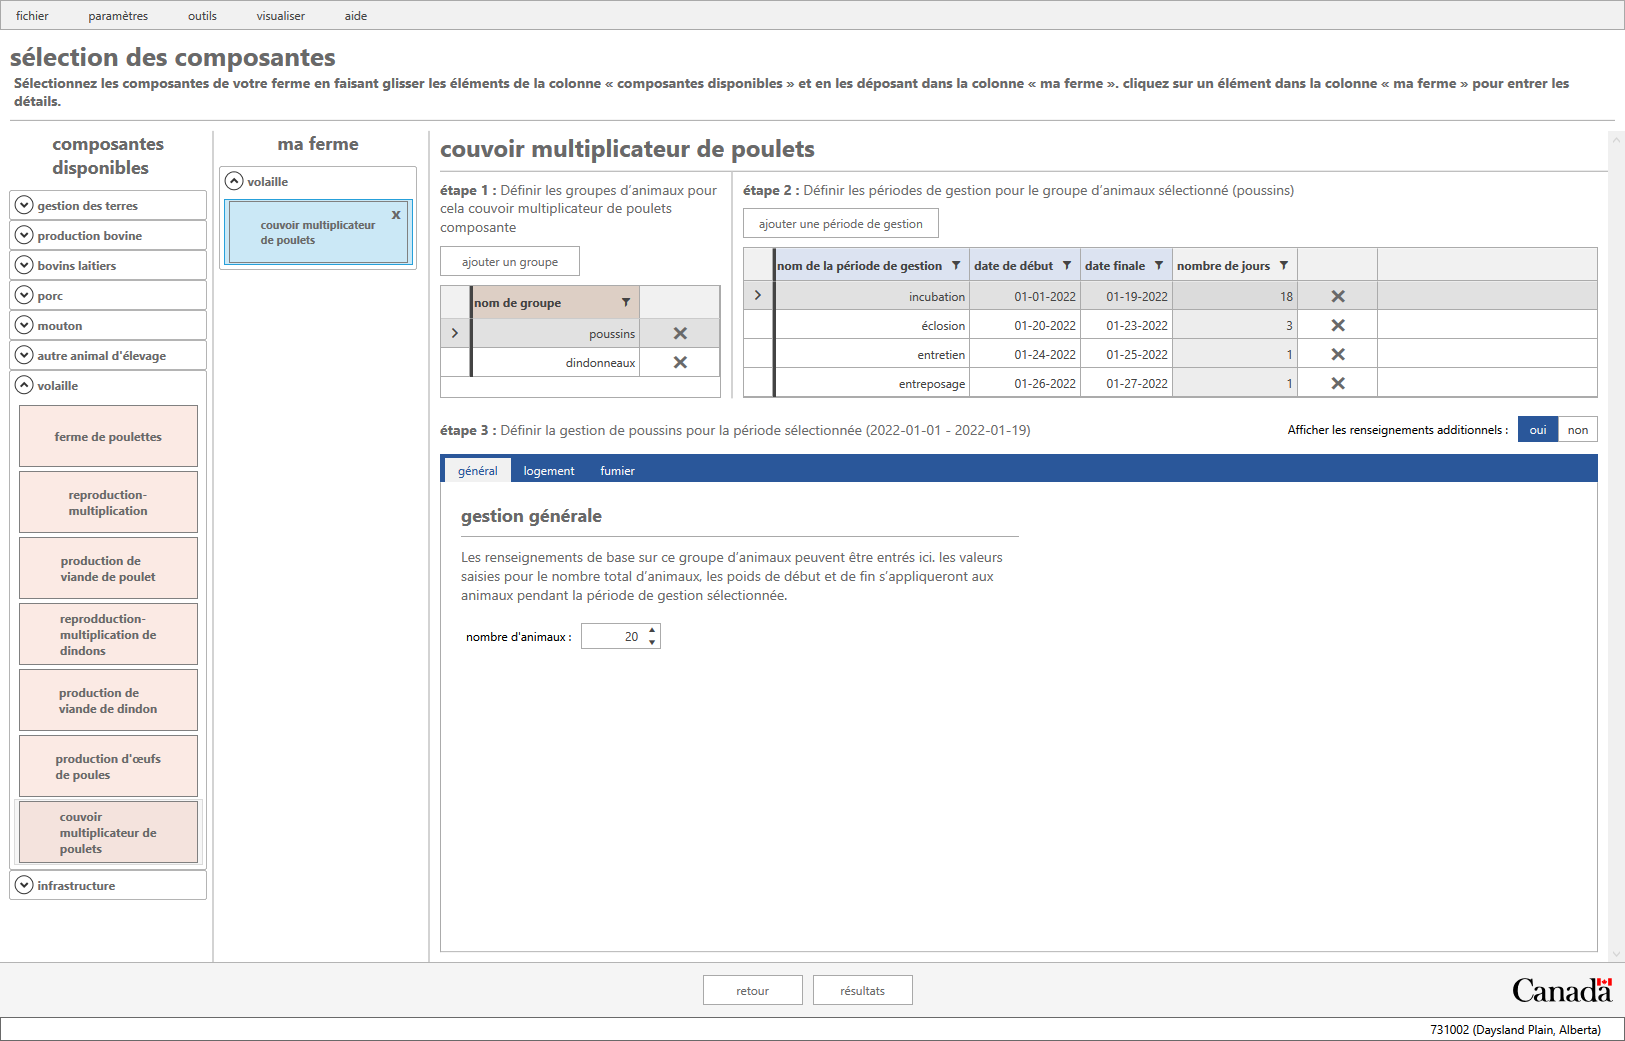 fichier paramètres outils visualiser aide
sélection des composantes
Sélectionnez les composantes de votre ferme en faisant glisser les éléments de la colonne « composantes disponibles » et en les déposant dans la colonne « ma ferme ». cliquez sur un élément dans la colonne « ma ferme » pour entrer les
détails.
composantes
disponibles
gestion des terres
production bovine
bovins laitiers
porc
mouton
autre animal d'élevage
volaille
ferme de poulettes
reproduction-
multiplication
production de
viande de poulet
reprodduction-
multiplication de
dindons
production de
viande de dindon
production d'œufs
de poules
couvoir
multiplicateur de
poulets
infrastructure
ma ferme
volaille
couvoir multiplicateur
de poulets
x
couvoir multiplicateur de poulets
étape 1 : Définir les groupes d’animaux pour
cela couvoir multiplicateur de poulets
composante
ajouter un groupe
nom de groupe
poussins
dindonneaux
étape 2 : Définir les périodes de gestion pour le groupe d’animaux sélectionné (poussins)
ajouter une période de gestion
nom de la période de gestion date de début date finale nombre de jours
incubation 01-01-2022 01-19-2022 18
éclosion 01-20-2022 01-23-2022 3
entretien 01-24-2022 01-25-2022 1
entreposage 01-26-2022 01-27-2022 1
étape 3 : Définir la gestion de poussins pour la période sélectionnée (2022-01-01 - 2022-01-19)
Afficher les renseignements additionnels : oui non
général logement fumier
gestion générale
Les renseignements de base sur ce groupe d’animaux peuvent être entrés ici. les valeurs
saisies pour le nombre total d’animaux, les poids de début et de fin s’appliqueront aux
animaux pendant la période de gestion sélectionnée.
nombre d'animaux : 20
retour résultats
Canada
731002 (Daysland Plain, Alberta)